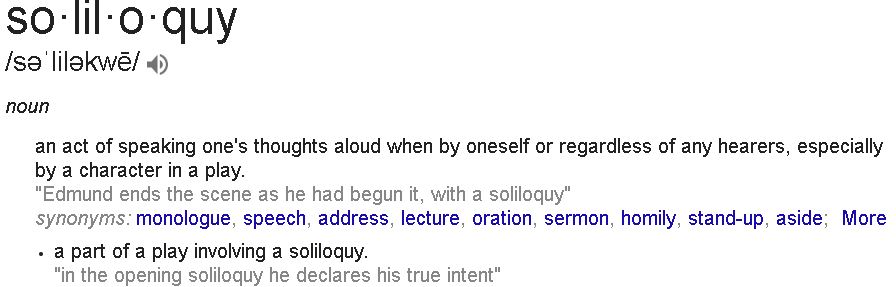 so·lil·o·quy
/səˈliləkwē/
noun
an act of speaking one's thoughts aloud when by oneself or regardless of any hearers, especially
by a character in a play.
"Edmund ends the scene as he had begun it, with a soliloquy"
synonyms: monologue, speech, address, lecture, oration, sermon, homily, stand-up, aside; More
• a part of a play involving a soliloquy.
"in the opening soliloquy he declares his true intent"